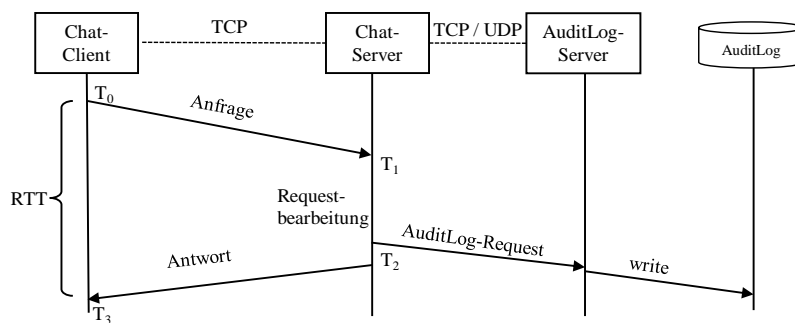 Chat-
Client
TCP
Chat-
Server
TCP / UDP
AuditLog-
Server
AuditLog
T0
Anfrage
T1
RTT
Request-
bearbeitung
AuditLog-Request
Antwort
T2
write
T3